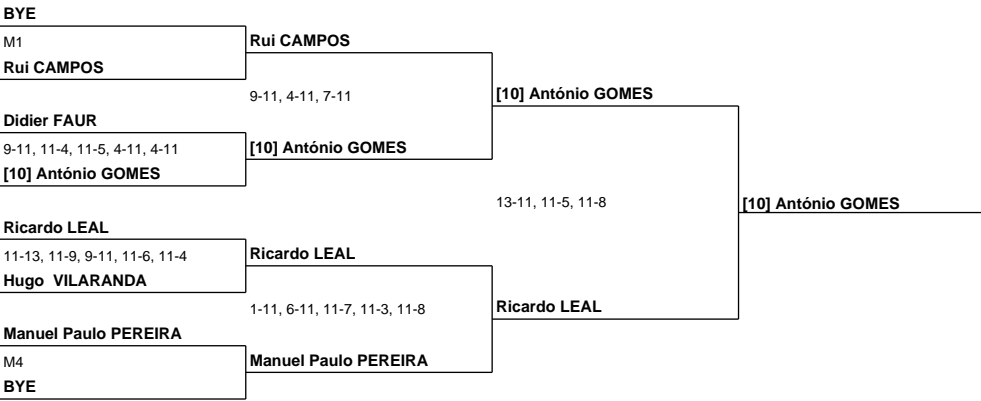 BYE
M1
Rui CAMPOS
Rui CAMPOS
9-11, 4-11, 7-11
[10] António GOMES
Didier FAUR
9-11, 11-4, 11-5, 4-11, 4-11
[10] António GOMES
[10] António GOMES
13-11, 11-5, 11-8
[10] António GOMES
Ricardo LEAL
11-13, 11-9, 9-11, 11-6, 11-4
Ricardo LEAL
Hugo  VILARANDA
1-11, 6-11, 11-7, 11-3, 11-8
Ricardo LEAL
Manuel Paulo PEREIRA
M4
Manuel Paulo PEREIRA
BYE